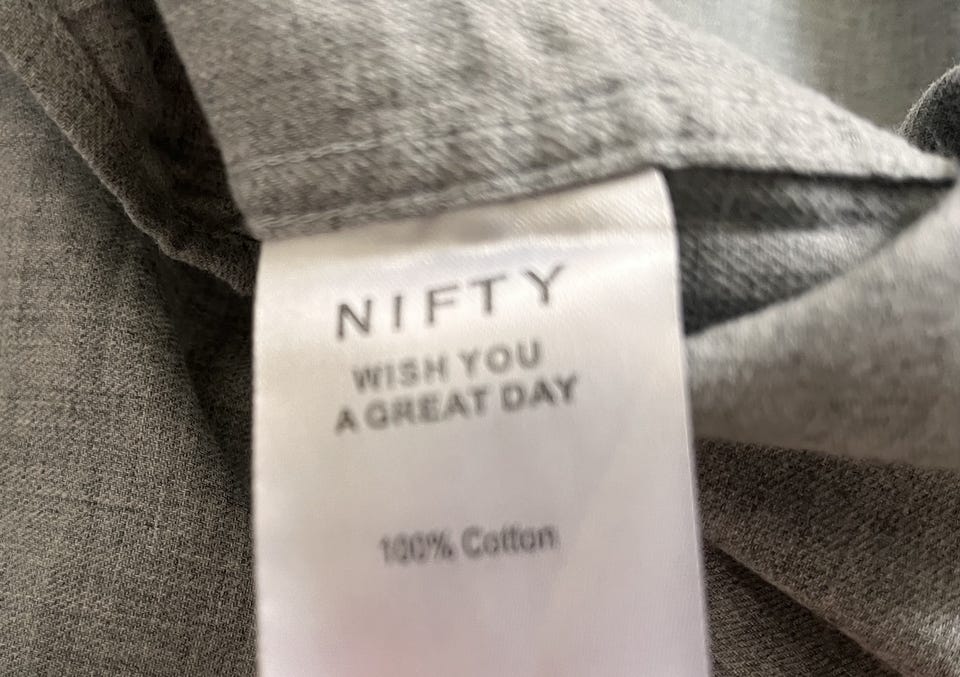 NIFTY
WISH YOU
A GREAT DAY
100% Cotton